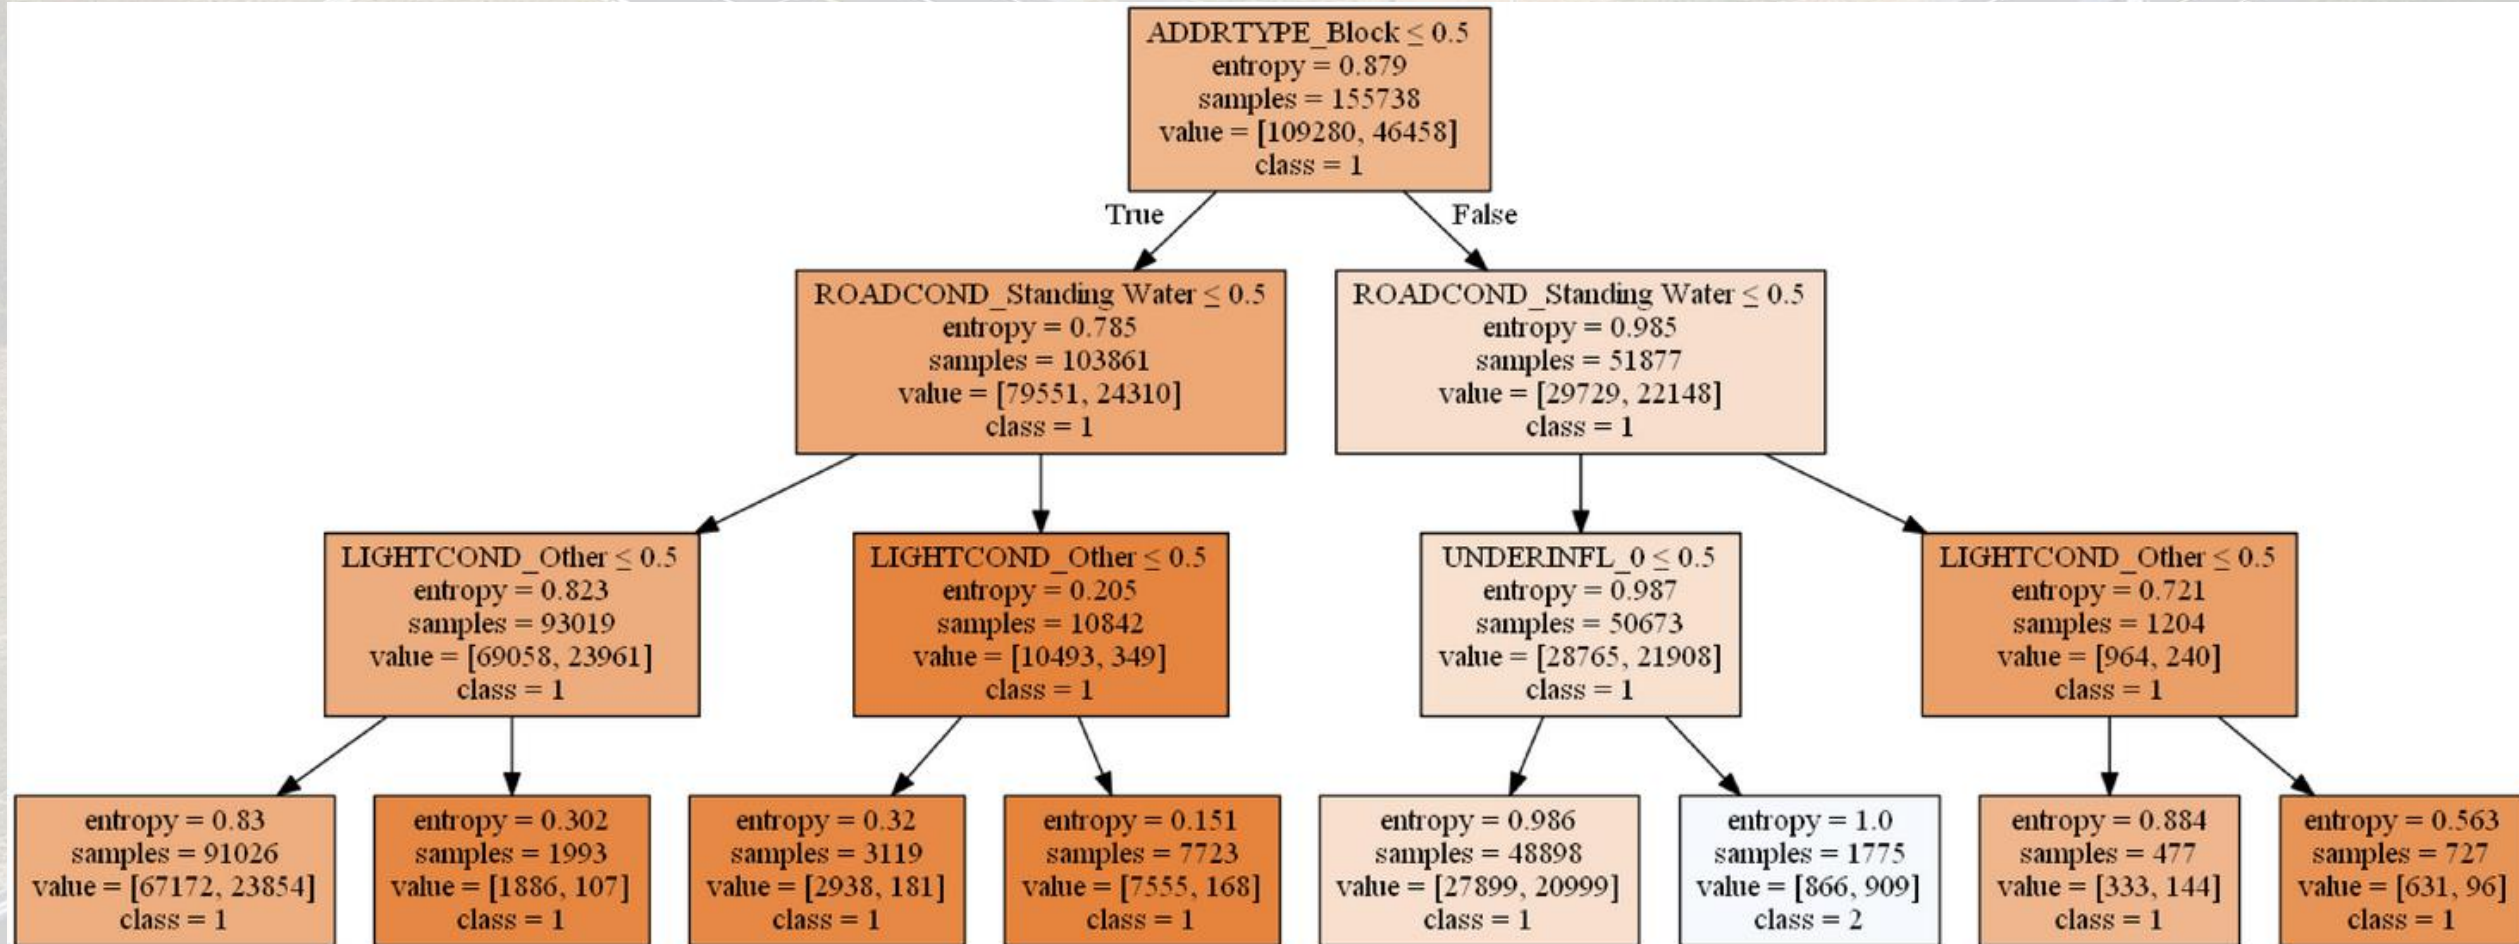 ADDRTYPE_Block ≤ 0.5
entropy = 0.879
samples = 155738
value = [109280, 46458]
class = 1
True
False
ROADCOND_Standing Water ≤ 0.5
entropy = 0.785
samples = 103861
value = [79551, 24310]
class = 1
ROADCOND_Standing Water ≤ 0.5
entropy = 0.985
samples = 51877
value = [29729, 22148]
class = 1
LIGHTCOND_Other ≤ 0.5
entropy = 0.823
samples = 93019
value = [69058, 23961]
class = 1
LIGHTCOND_Other ≤ 0.5
entropy = 0.205
samples = 10842
value = [10493, 349]
class = 1
UNDERINFL_0 ≤ 0.5
entropy = 0.987
samples = 50673
value = [28765, 21908]
class = 1
LIGHTCOND_Other ≤ 0.5
entropy = 0.721
samples = 1204
value = [964, 240]
class = 1
entropy = 0.83
samples = 91026
value = [67172, 23854]
class = 1
entropy = 0.302
samples = 1993
value = [1886, 107]
class = 1
entropy = 0.32
samples = 3119
value = [2938, 181]
class = 1
entropy = 0.151
samples = 7723
value = [7555, 168]
class = 1
entropy = 0.986
samples = 48898
value = [27899, 20999]
class = 1
entropy = 1.0
samples = 1775
value = [866, 909]
class = 2
entropy = 0.884
samples = 477
value = [333, 144]
class = 1
entropy = 0.563
samples = 727
value = [631, 96]
class = 1